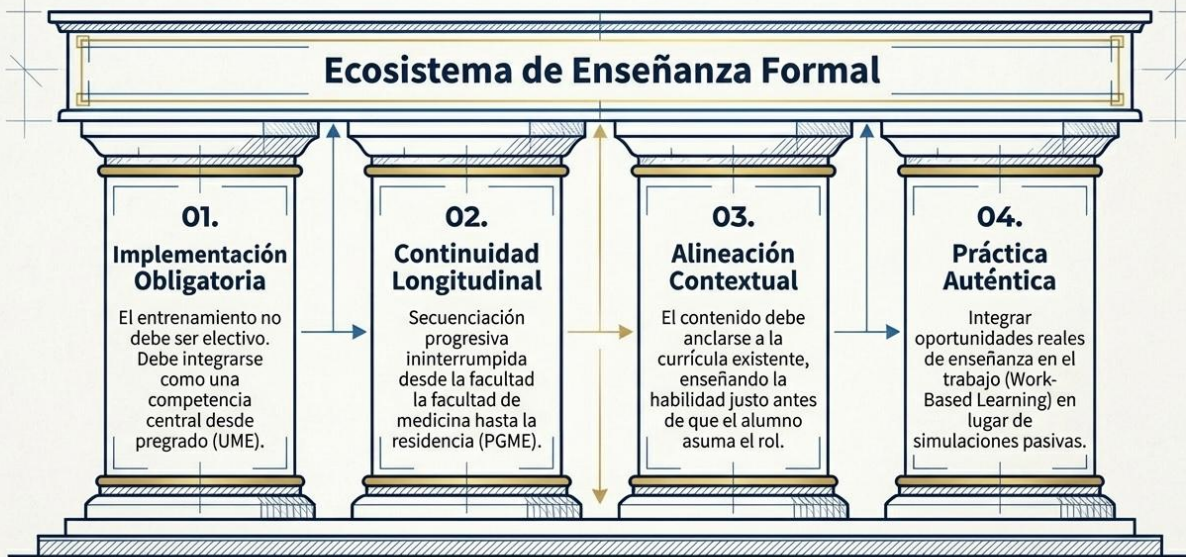 Ecosistema de Enseñanza Formal
01.
Implementación
Obligatoria
El entrenamiento no
debe ser electivo.
Debe integrarse
como una
competencia
central desde
pregrado (UME).
02.
Continuidad
Longitudinal
Secuenciación
progresiva
ininterrumpida
desde la facultad
la facultad de
medicina hasta la
residencia (PGME).
03.
Alineación
Contextual
El contenido debe
anclarse a la
currícula existente,
enseñando la
habilidad justo antes
de que el alumno
asuma el rol.
04.
Práctica
Auténtica
Integrar
oportunidades reales
de enseñanza en el
trabajo (Work-
Based Learning) en
lugar de
simulaciones pasivas.